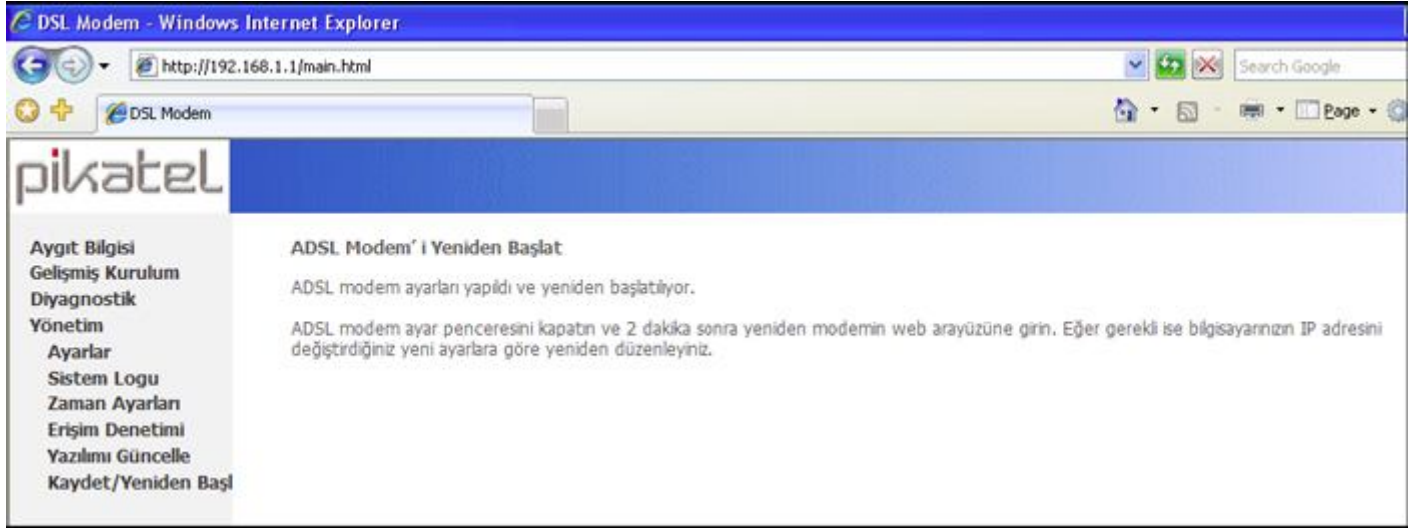 DSL Modem - Windows Internet Explorer
http://192.168.1.1/main.html
Search Google
DSL Modem
Page
pikatel
Aygıt Bilgisi
Gelişmiş Kurulum
Diyagnostik
Yönetim
Ayarlar
Sistem Logu
Zaman Ayarları
Erişim Denetimi
Yazılımı Güncelle
Kaydet/Yeniden Başl
ADSL Modem' i Yeniden Başlat
ADSL modem ayarları yapıldı ve yeniden başlatılıyor.
ADSL modem ayar penceresini kapatın ve 2 dakika sonra yeniden modemin web arayüzüne girin. Eğer gerekli ise bilgisayarınızın IP adresini
değiştirdiğiniz yeni ayarlara göre yeniden düzenleyiniz.